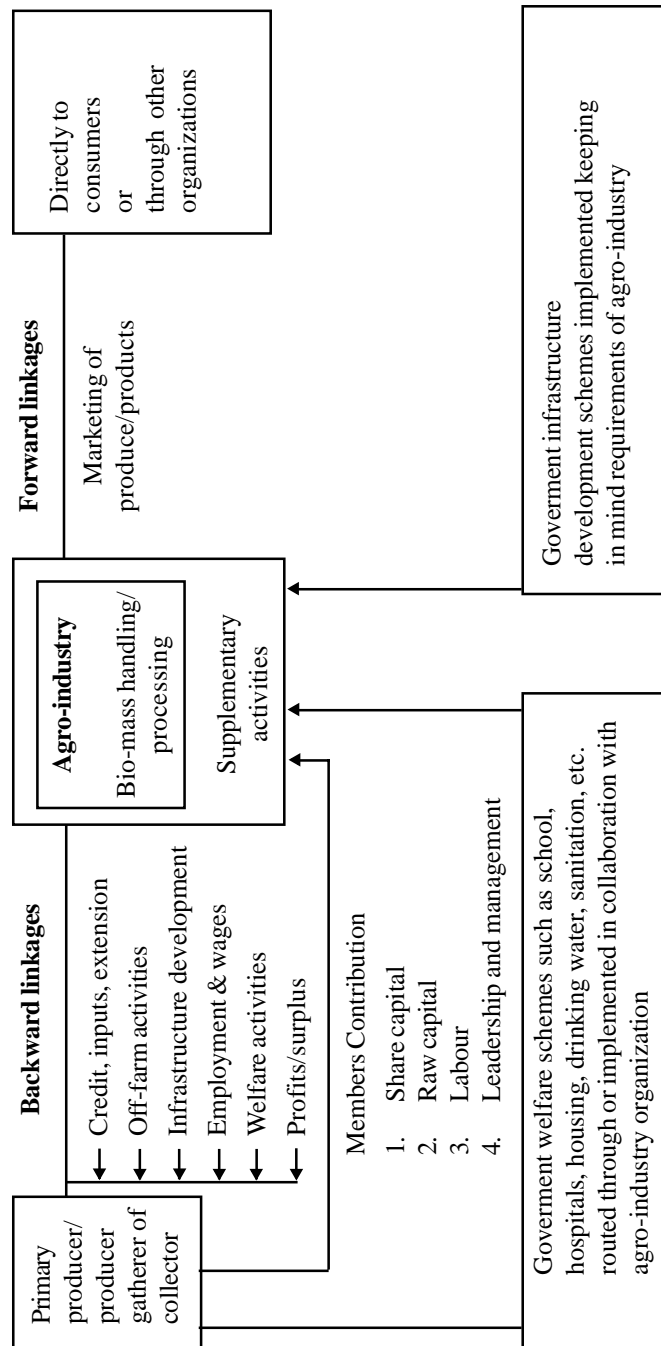 Primary
producer/
producer
gatherer of
collector
Backward linkages
Credit, inputs, extension
Off-farm activities
Infrastructure development
Employment & wages
Welfare activities
Profits/surplus
Members Contribution
1. Share capital
2. Raw capital
3. Labour
4. Leadership and management
Agro-industry
Bio-mass handling/
processing
Supplementary
activities
Forward linkages
Marketing of
produce/products
Directly to
consumers
or
through other
organizations
Goverment welfare schemes such as school,
hospitals, housing, drinking water, sanitation, etc.
routed through or implemented in collaboration with
agro-industry organization
Goverment infrastructure
development schemes implemented keeping
in mind requirements of agro-industry